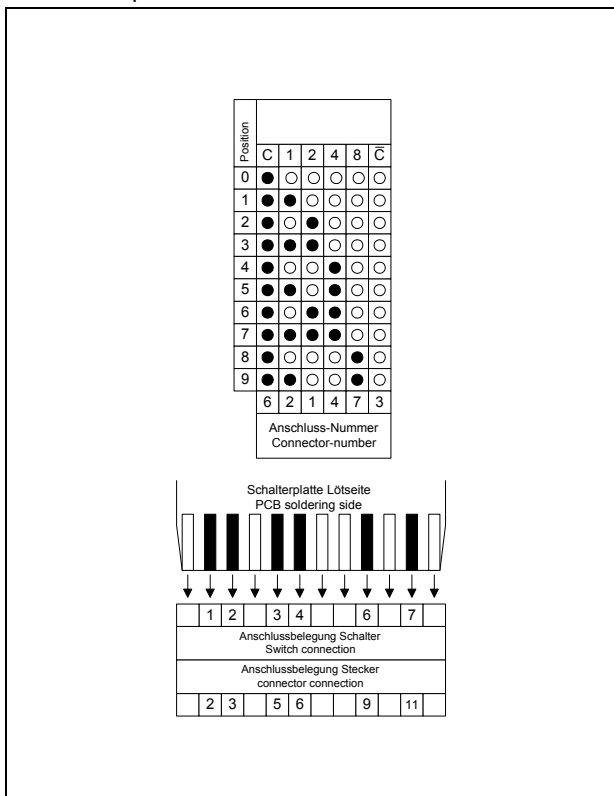 Position
C 1 2 4 8 C̅
0
1
2
3
4
5
6
7
8
9
6 2 1 4 7 3
Anschluss-Nummer
Connector-number
Schalterplatte Lötseite
PCB soldering side
1 2 3 4 6 7
Anschlussbelegung Schalter
Switch connection
Anschlussbelegung Stecker
connector connection
2 3 5 6 9 11